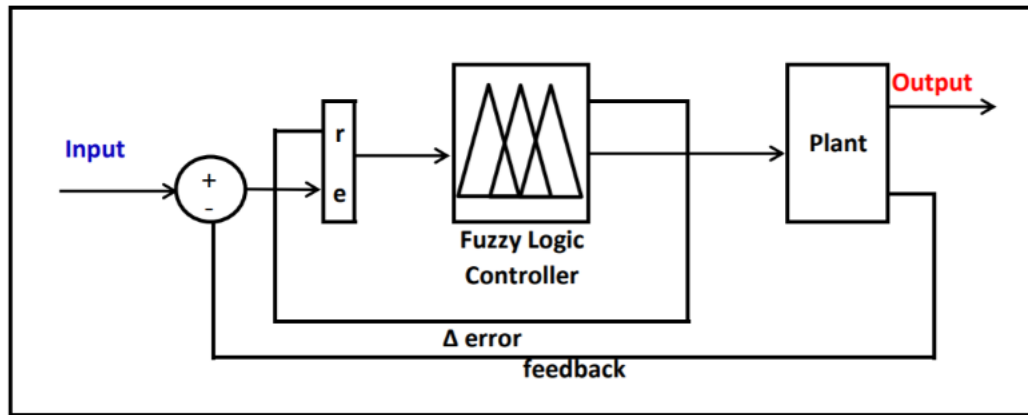 Input
+
-
r
e
Fuzzy Logic
Controller
Plant
Output
Δ error
feedback